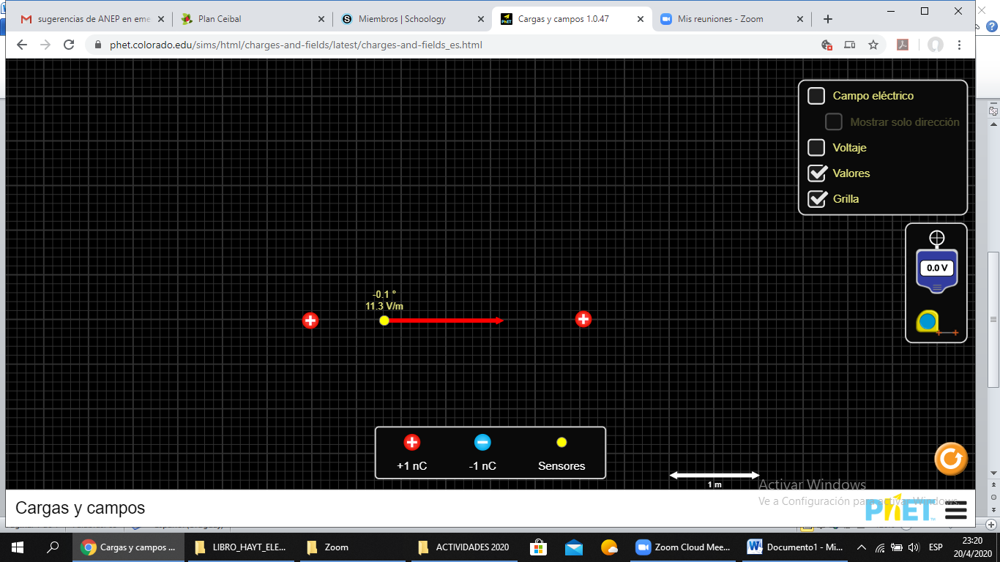 sugerencias de ANEP en eme
Plan Ceibal
Miembros | Schoology
Cargas y campos 1.0.47
Mis reuniones - Zoom
phet.colorado.edu/sims/html/charges-and-fields/latest/charges-and-fields_es.html
Campo eléctrico
Mostrar solo dirección
Voltaje
Valores
Grilla
0.0 V
-0.1 °
11.3 V/m
+1 nC
-1 nC
Sensores
1 m
Activar Windows
Ve a Configuración para activar Windows.
Cargas y campos
PhET
Cargas y campos ...
LIBRO_HAYT_ELE...
Zoom
ACTIVIDADES 2020
Zoom Cloud Mee...
Documento1 - Mi...
ESP
23:20
20/4/2020